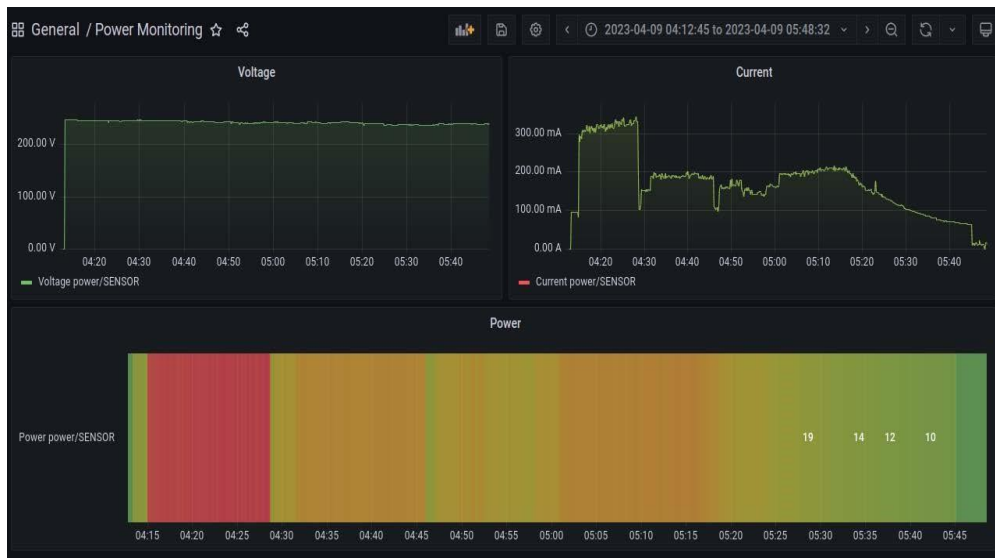 General / Power Monitoring
2023-04-09 04:12:45 to 2023-04-09 05:48:32
Voltage
200.00 V
100.00 V
0.00 V
04:20 04:30 04:40 04:50 05:00 05:10 05:20 05:30 05:40
Voltage power/SENSOR
Current
300.00 mA
200.00 mA
100.00 mA
0.00 A
04:20 04:30 04:40 04:50 05:00 05:10 05:20 05:30 05:40
Current power/SENSOR
Power
Power power/SENSOR
19 14 12 10
04:15 04:20 04:25 04:30 04:35 04:40 04:45 04:50 04:55 05:00 05:05 05:10 05:15 05:20 05:25 05:30 05:35 05:40 05:45